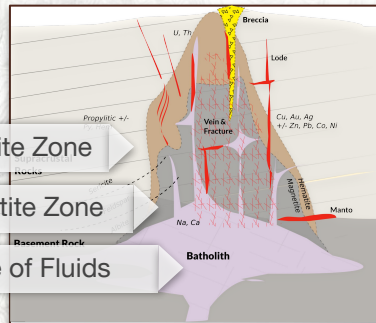 Breccia
U, Th
Lode
Propylitic +/-
Cu, Au, Ag
+/- Zn, Pb, Co, Ni
Vein &
Fracture
ite Zone
Rocks
Hematite
Magnetite
tite Zone
Manto
Na, Ca
Basement Rock
Batholith
e of Fluids